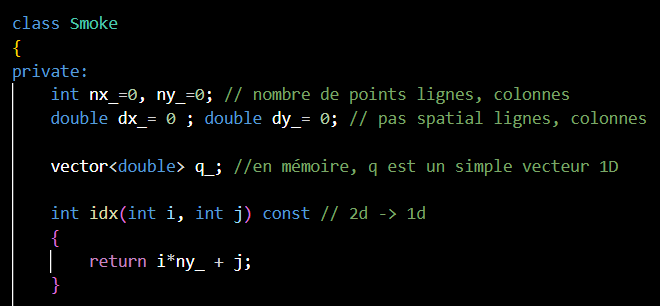 class Smoke
{
private:
int nx_=0, ny_=0; // nombre de points lignes, colonnes
double dx_= 0 ; double dy_= 0; // pas spatial lignes, colonnes
vector<double> q_; //en mémoire, q est un simple vecteur 1D
int idx(int i, int j) const // 2d -> 1d
{
return i*ny_ + j;
}